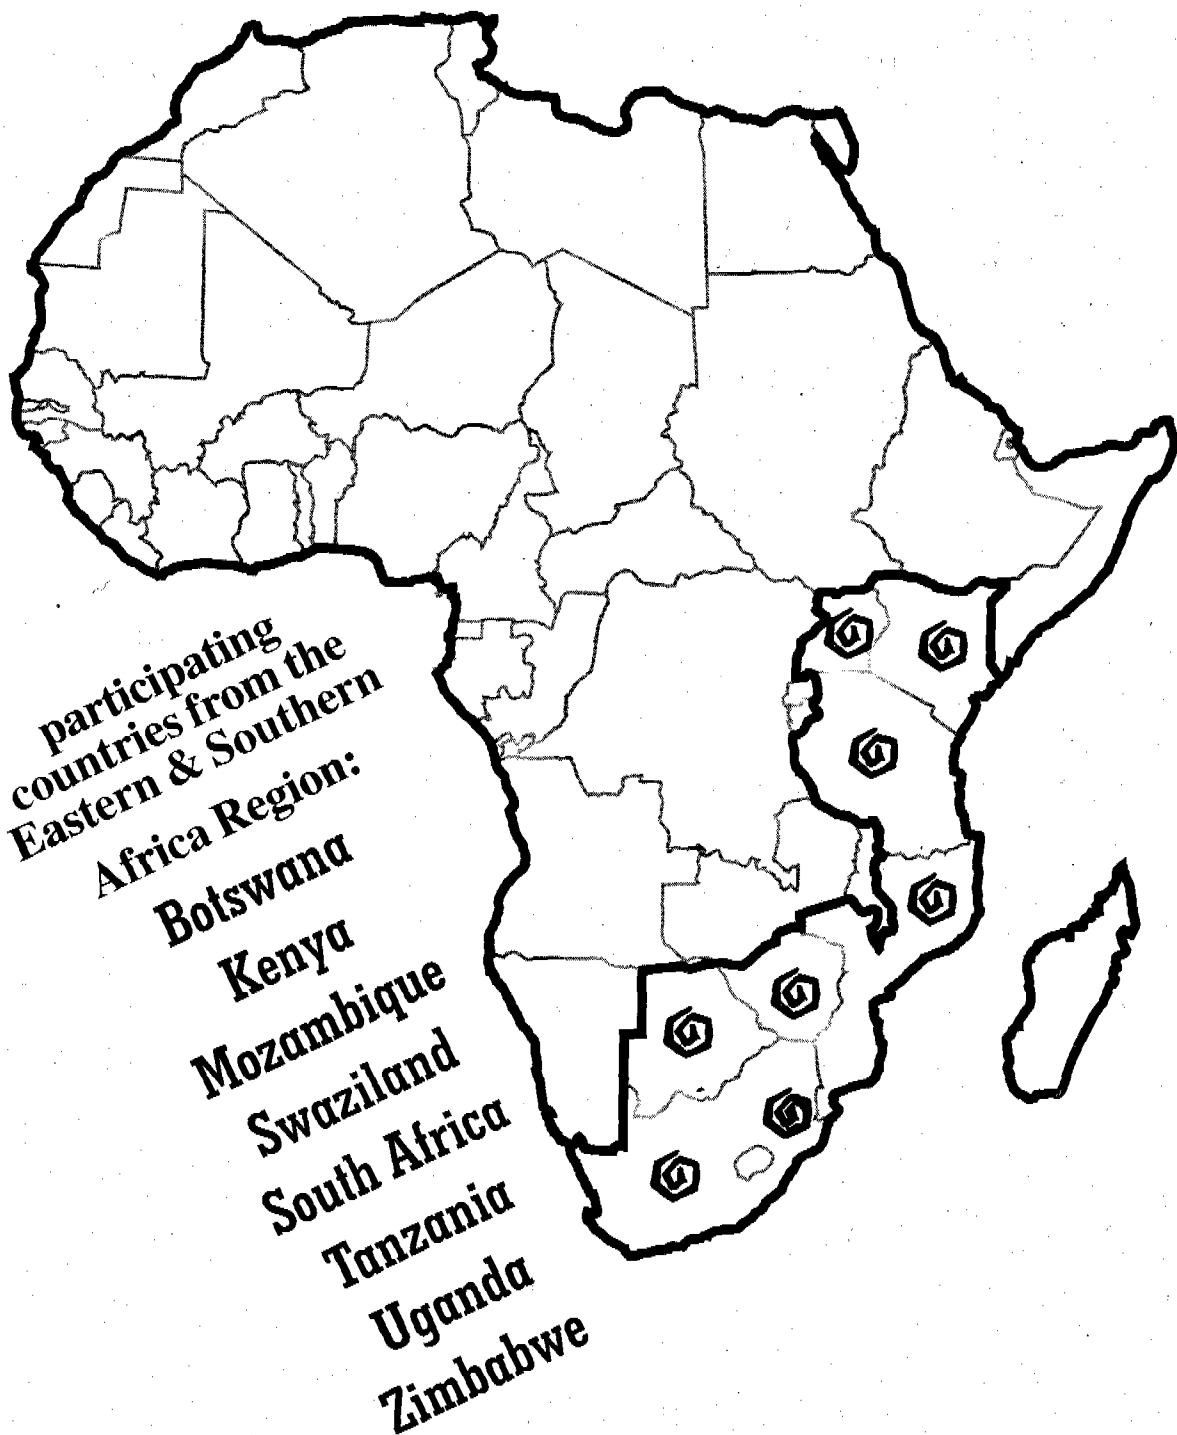 participating
countries from the
Eastern & Southern
Africa Region:
Botswana
Kenya
Mozambique
Swaziland
South Africa
Tanzania
Uganda
Zimbabwe